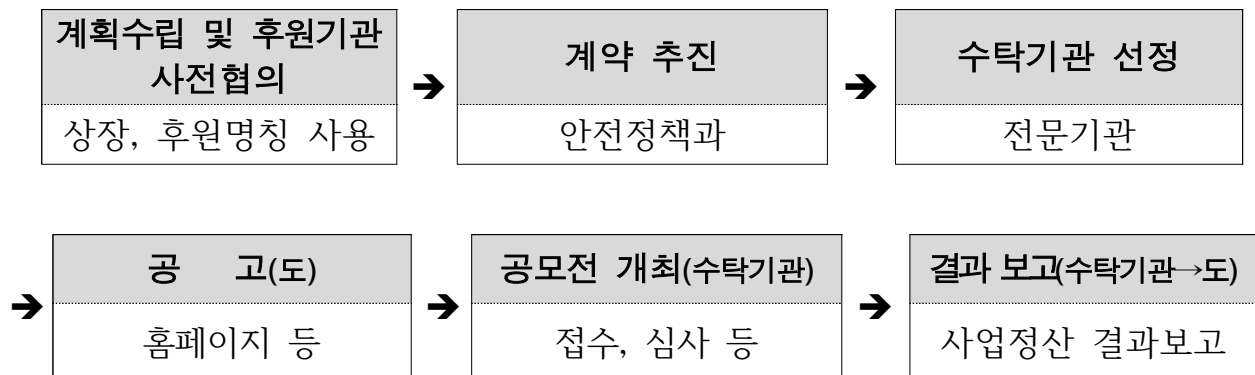 계획수립 및 후원기관
사전협의
상장, 후원명칭 사용
➔
계약 추진
안전정책과
➔
수탁기관 선정
전문기관
➔
공 고(도)
홈페이지 등
➔
공모전 개최(수탁기관)
접수, 심사 등
➔
결과 보고(수탁기관→도)
사업정산 결과보고